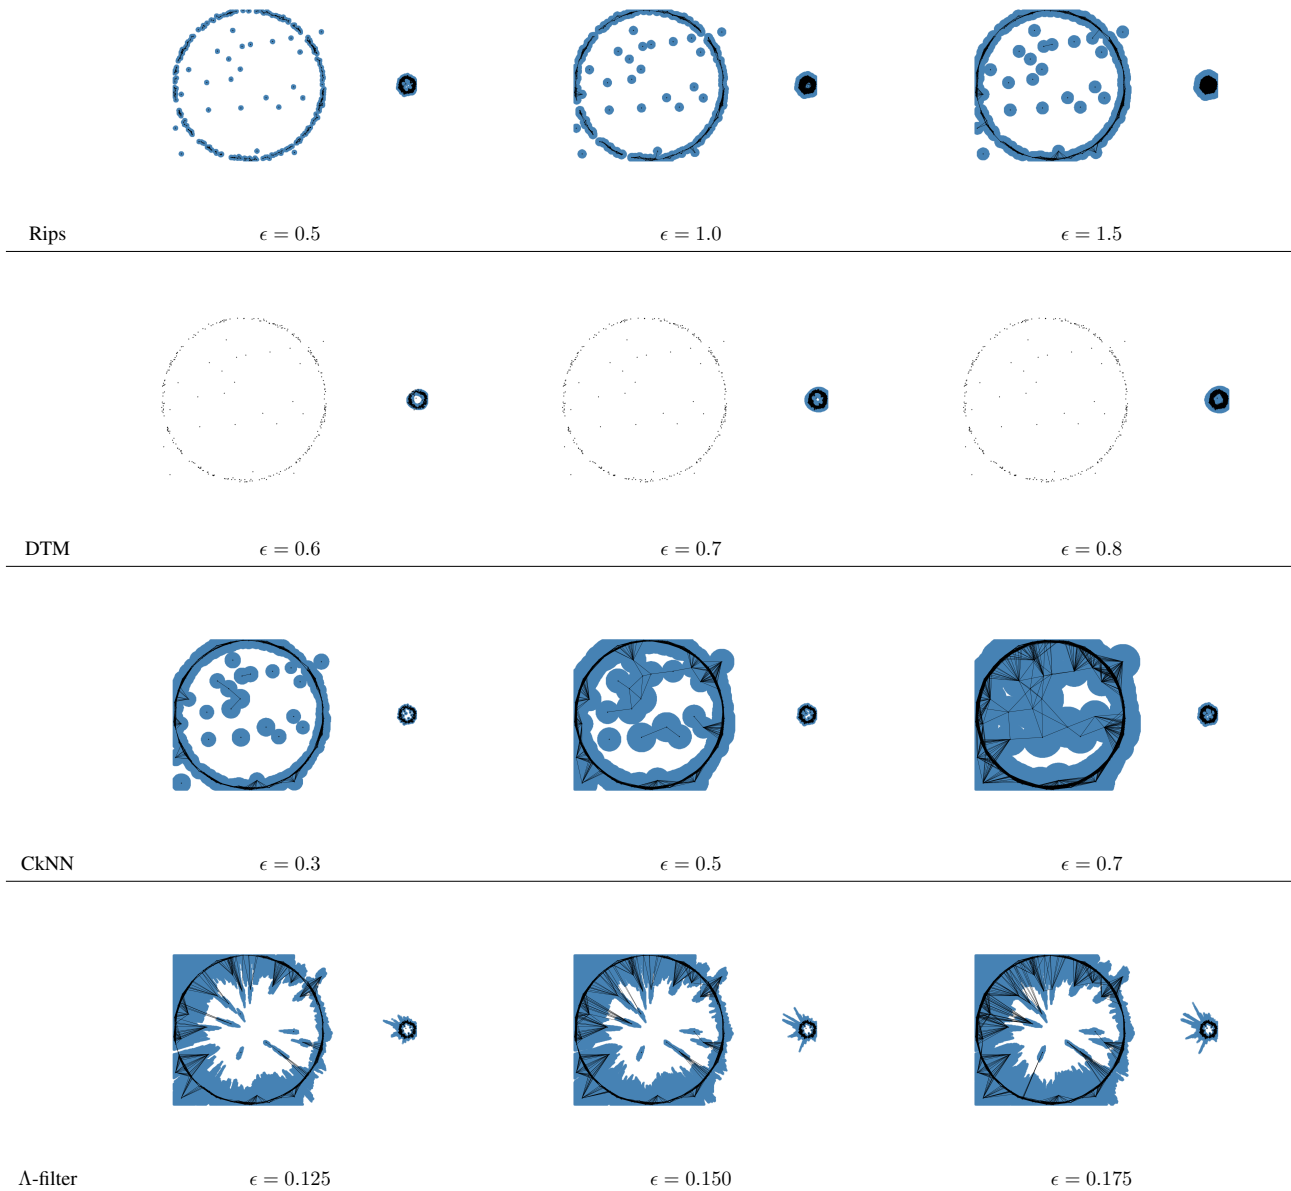 Rips ϵ = 0.5 ϵ = 1.0 ϵ = 1.5
DTM ϵ = 0.6 ϵ = 0.7 ϵ = 0.8
CkNN ϵ = 0.3 ϵ = 0.5 ϵ = 0.7
Λ-filter ϵ = 0.125 ϵ = 0.150 ϵ = 0.175